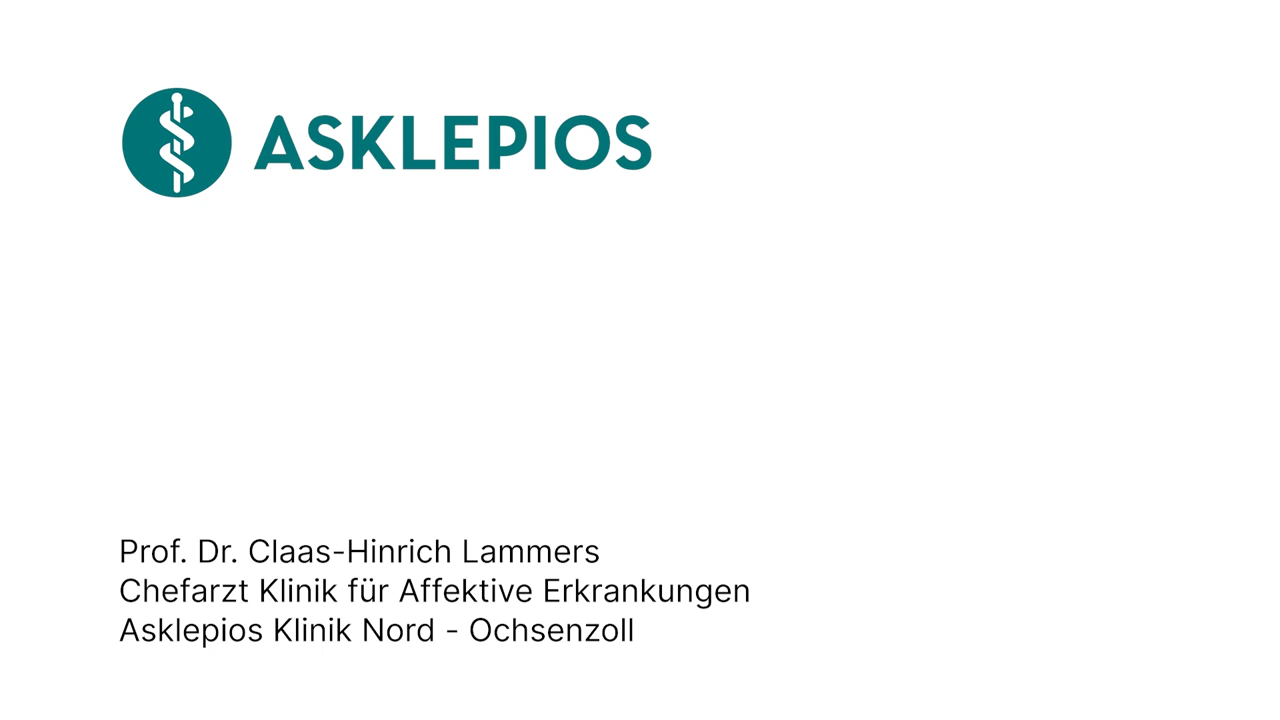 ASKLEPIOS
Prof. Dr. Claas-Hinrich Lammers
Chefarzt Klinik für Affektive Erkrankungen
Asklepios Klinik Nord - Ochsenzoll